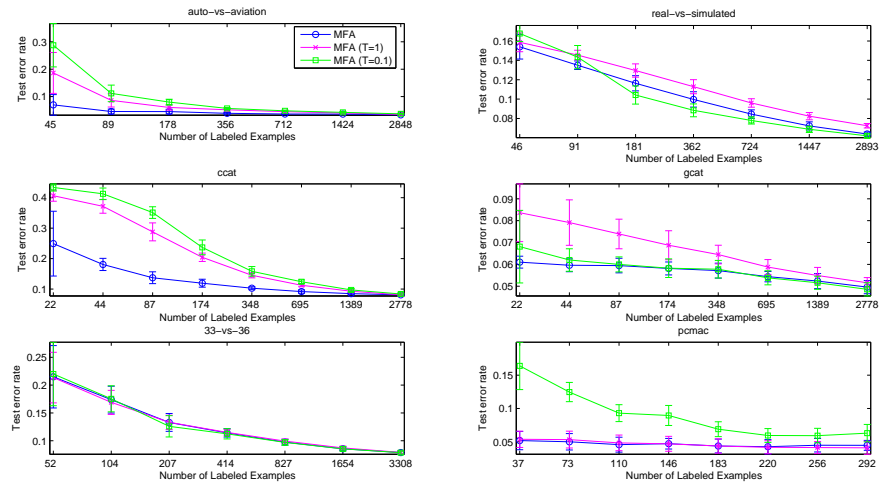 auto-vs-aviation
Test error rate
0.3
0.2
0.1
45 89 178 356 712 1424 2848
Number of Labeled Examples
MFA
MFA (T=1)
MFA (T=0.1)
real-vs-simulated
Test error rate
0.16
0.14
0.12
0.1
0.08
46 91 181 362 724 1447 2893
Number of Labeled Examples
ccat
Test error rate
0.4
0.3
0.2
0.1
22 44 87 174 348 695 1389 2778
Number of Labeled Examples
gcat
Test error rate
0.09
0.08
0.07
0.06
0.05
22 44 87 174 348 695 1389 2778
Number of Labeled Examples
33-vs-36
Test error rate
0.25
0.2
0.15
0.1
52 104 207 414 827 1654 3308
Number of Labeled Examples
pcmac
Test error rate
0.15
0.1
0.05
37 73 110 146 183 220 256 292
Number of Labeled Examples